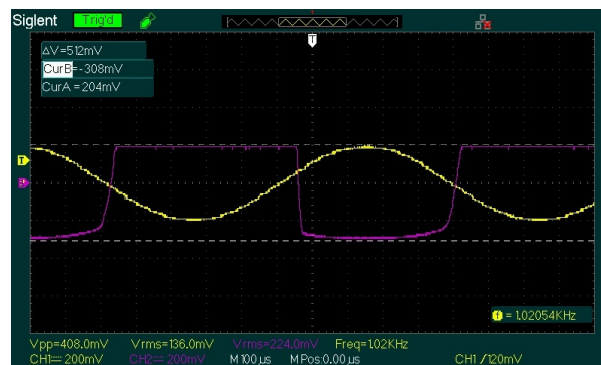 Siglent Trig'd
T
ΔV=512mV
CurB=-308mV
CurA=204mV
T
f = 1.02054KHz
Vpp=408.0mV Vrms=136.0mV Vrms=224.0mV Freq=1.02KHz
CH1== 200mV CH2== 200mV M 100µs M Pos:0.00µs CH1 /120mV